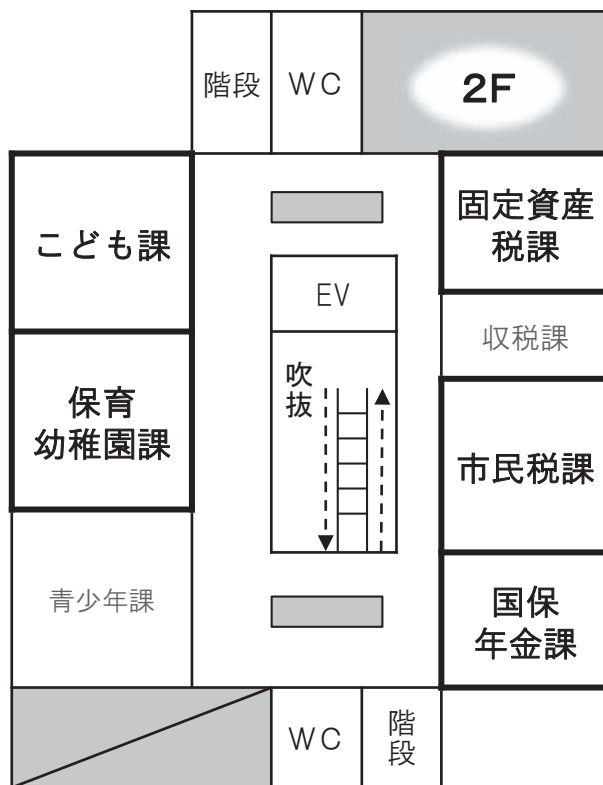 階段
WC
2F
こども課
固定資産
税課
EV
収税課
吹抜
保育
幼稚園課
市民税課
青少年課
国保
年金課
WC
階段